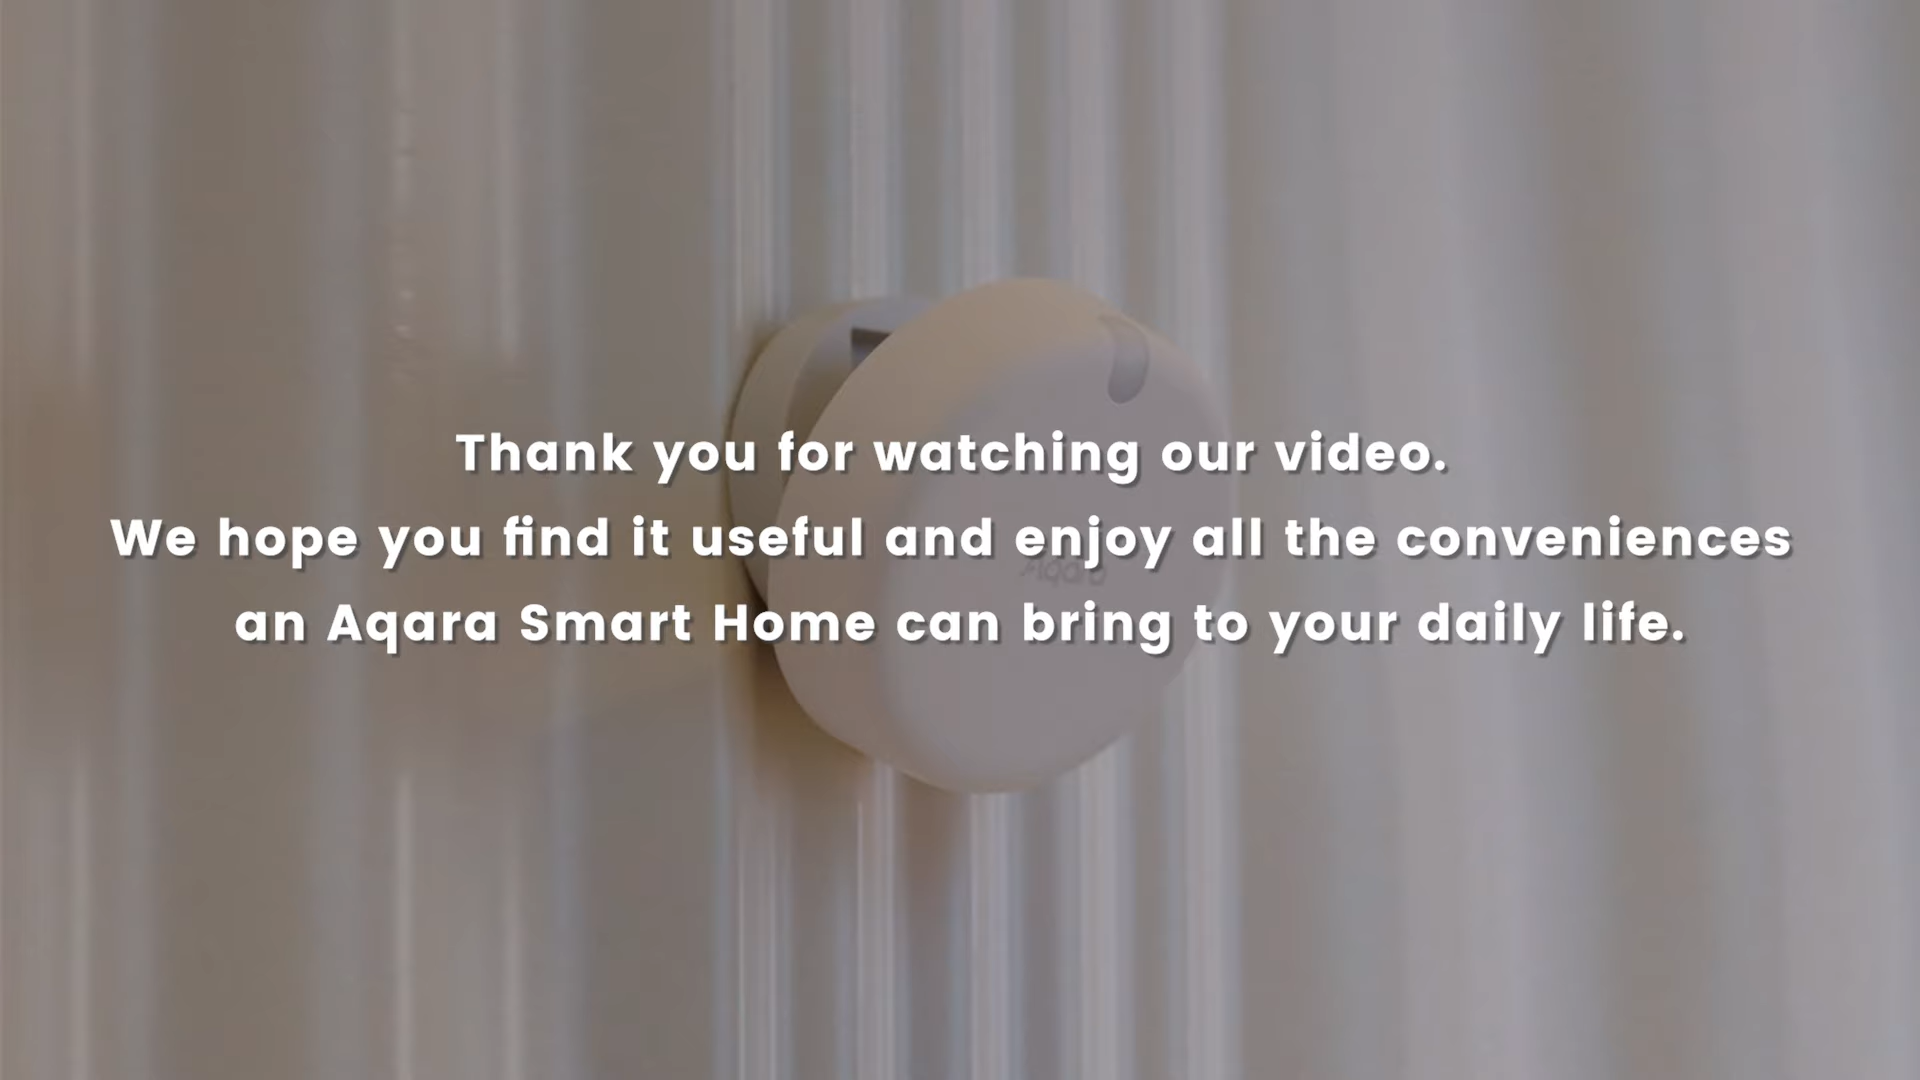 Thank you for watching our video.
We hope you find it useful and enjoy all the conveniences
Aqara
an Aqara Smart Home can bring to your daily life.